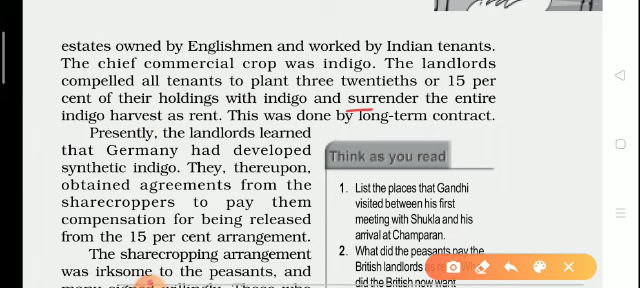 estates owned by Englishmen and worked by Indian tenants.
The chief commercial crop was indigo. The landlords
compelled all tenants to plant three twentieths or 15 per
cent of their holdings with indigo and surrender the entire
indigo harvest as rent. This was done by long-term contract.
Presently, the landlords learned
that Germany had developed
synthetic indigo. They, thereupon,
obtained agreements from the
sharecroppers to pay them
compensation for being released
from the 15 per cent arrangement.
The sharecropping arrangement
was irksome to the peasants, and
many signed willingly. Those who
Think as you read
1. List the places that Gandhi
visited between his first
meeting with Shukla and his
arrival at Champaran.
2. What did the peasants pay the
British landlords
did the British now want